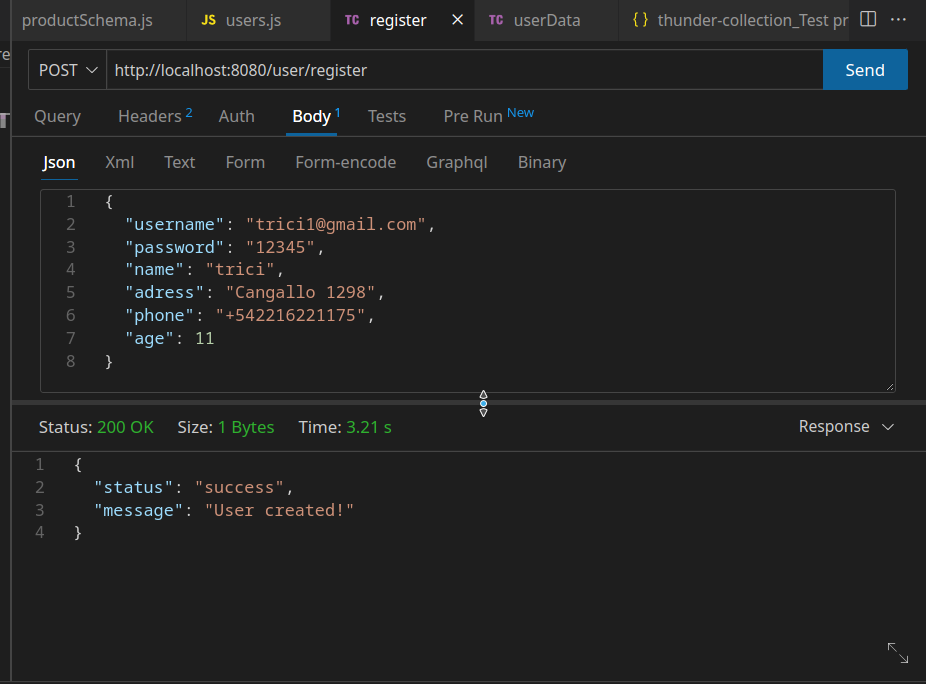 productSchema.js JS users.js TC register TC userData {} thunder-collection_Test pr
re
POST http://localhost:8080/user/register Send
T
Query Headers 2 Auth Body 1 Tests Pre Run New
Json Xml Text Form Form-encode Graphql Binary
1 {
2 "username": "trici1@gmail.com",
3 "password": "12345",
4 "name": "trici",
5 "adress": "Cangallo 1298",
6 "phone": "+542216221175",
7 "age": 11
8 }
Status: 200 OK Size: 1 Bytes Time: 3.21 s Response
1 {
2 "status": "success",
3 "message": "User created!"
4 }